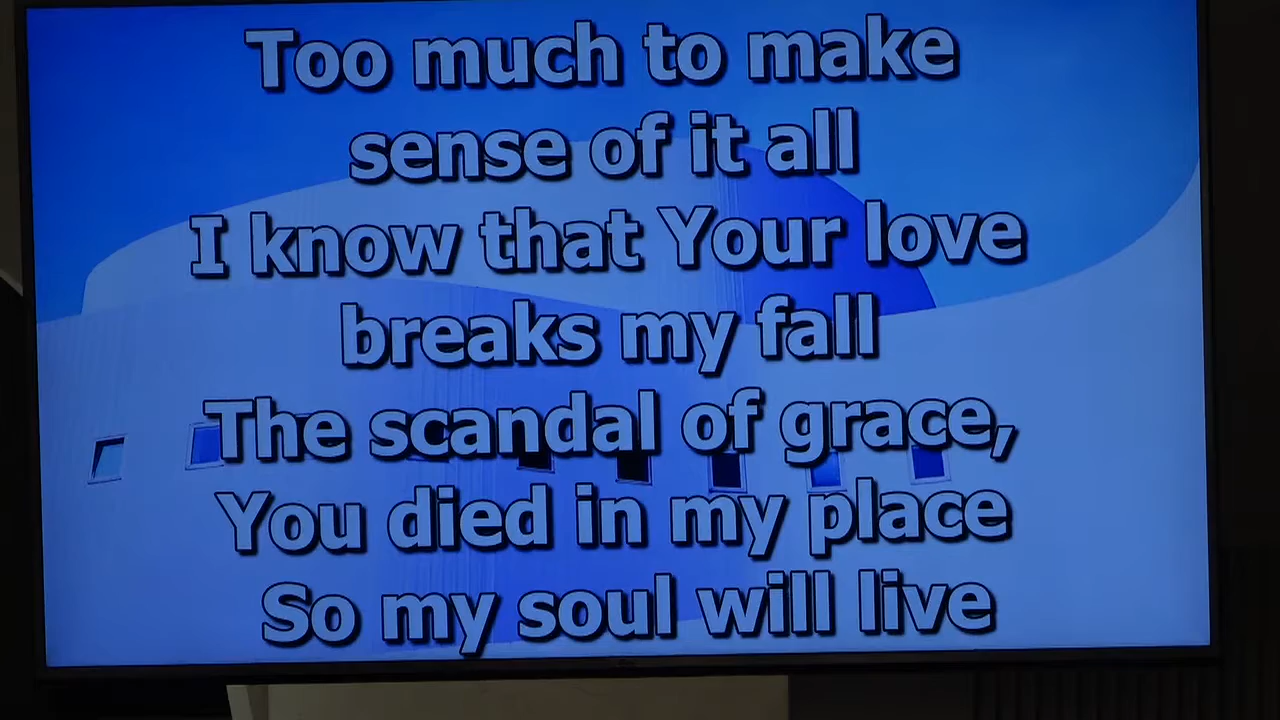 Too much to make
sense of it all
I know that Your love
breaks my fall
The scandal of grace,
You died in my place
So my soul will live